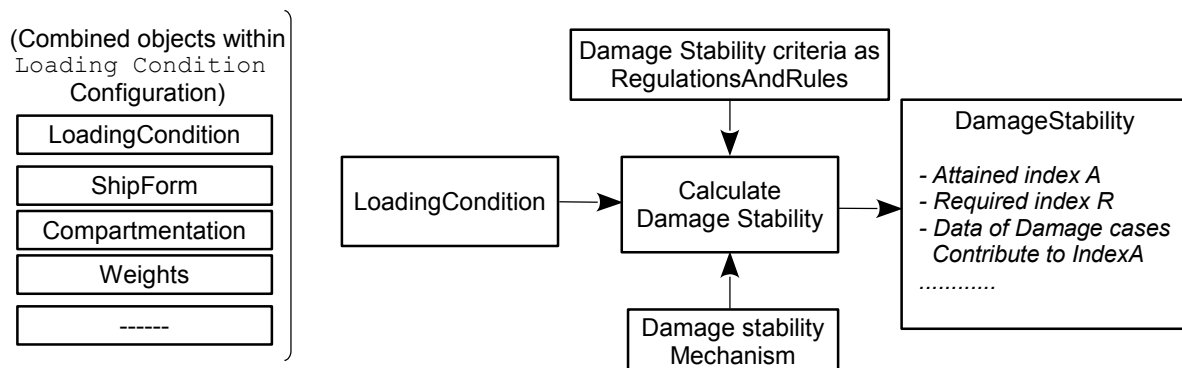 (Combined objects within
Loading Condition
Configuration)
LoadingCondition
ShipForm
Compartmentation
Weights
------
Damage Stability criteria as
RegulationsAndRules
LoadingCondition
Calculate
Damage Stability
Damage stability
Mechanism
DamageStability
- Attained index A
- Required index R
- Data of Damage cases
Contribute to IndexA
............